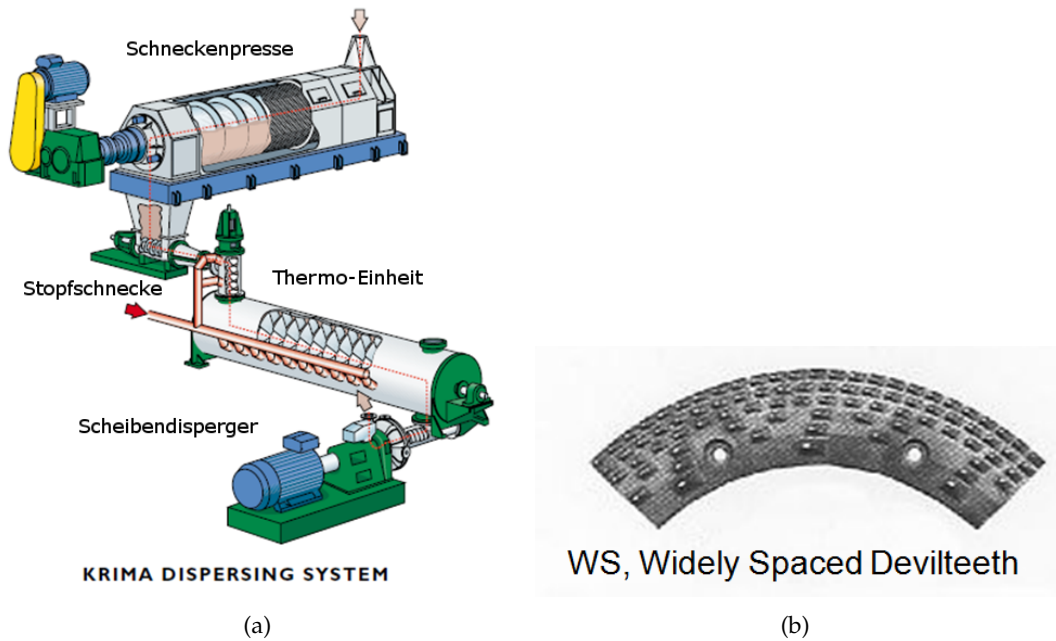 Schneckenpresse
Stopfschnecke
Thermo-Einheit
Scheibendisperger
KRIMA DISPERSING SYSTEM
WS, Widely Spaced Devilteeth
(a)
(b)